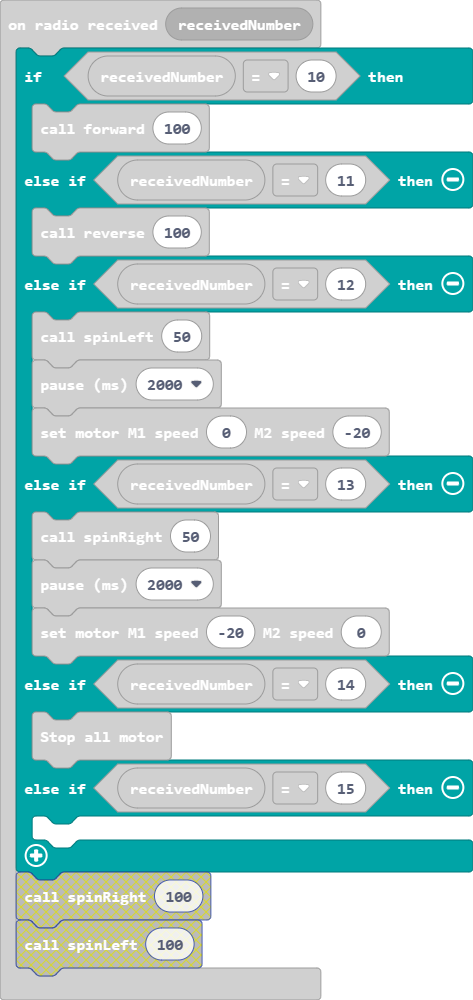 on radio received receivedNumber
if receivedNumber = 10 then
call forward 100
else if receivedNumber = 11 then
call reverse 100
else if receivedNumber = 12 then
call spinLeft 50
pause (ms) 2000
set motor M1 speed 0 M2 speed -20
else if receivedNumber = 13 then
call spinRight 50
pause (ms) 2000
set motor M1 speed -20 M2 speed 0
else if receivedNumber = 14 then
Stop all motor
else if receivedNumber = 15 then
call spinRight 100
call spinLeft 100